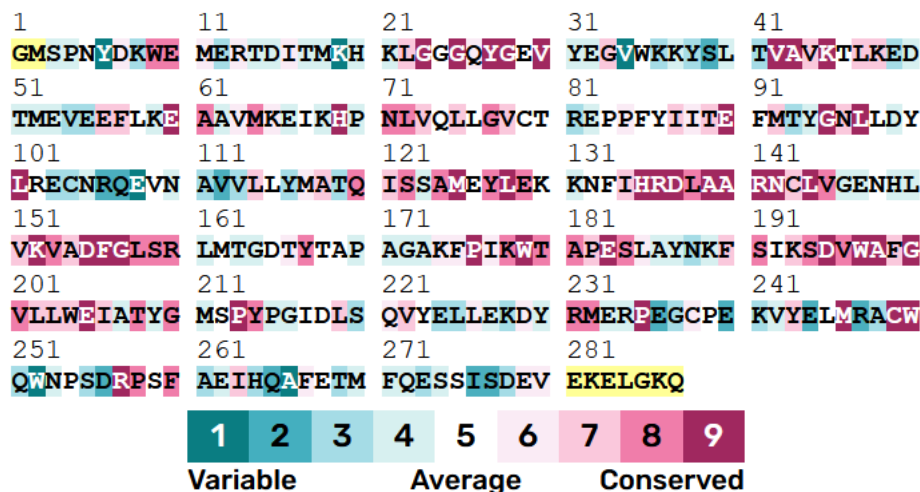 1 11 21 31 41
GMSPNYDKWE MERTDITMKH KLGGGQYGEV YEGVWKKYSL TVAVKTLKED
51 61 71 81 91
TMEVEEFLKE AAVMKEIKHP NLVQLLGVCT REPPFYIITE FMTYGNLLDY
101 111 121 131 141
LRECNRQEVN AVVLLYMATQ ISSAMEYLEK KNFIHRDLAA RNCLVGENHL
151 161 171 181 191
VKVADFGLSR LMTGDTYTAP AGAKFPIKWT APESLAYNKF SIKSDVWAFG
201 211 221 231 241
VLLWEIATYG MSPYPGIDLS QVYELLEKDY RMERPEGCPE KVYELMRACW
251 261 271 281
QWNPSDRPSF AEIHQAFETM FQESSISDEV EKELGKQ
1 2 3 4 5 6 7 8 9
Variable Average Conserved